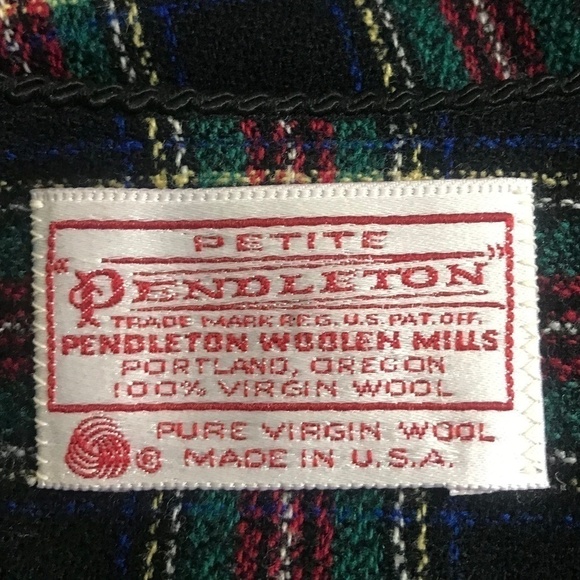 PETITE
"PENDLETON"
TRADE MARK REG. U.S. PAT. OFF.
PENDLETON WOOLEN MILLS
PORTLAND, OREGON
100% VIRGIN WOOL
® PURE VIRGIN WOOL
MADE IN U.S.A.